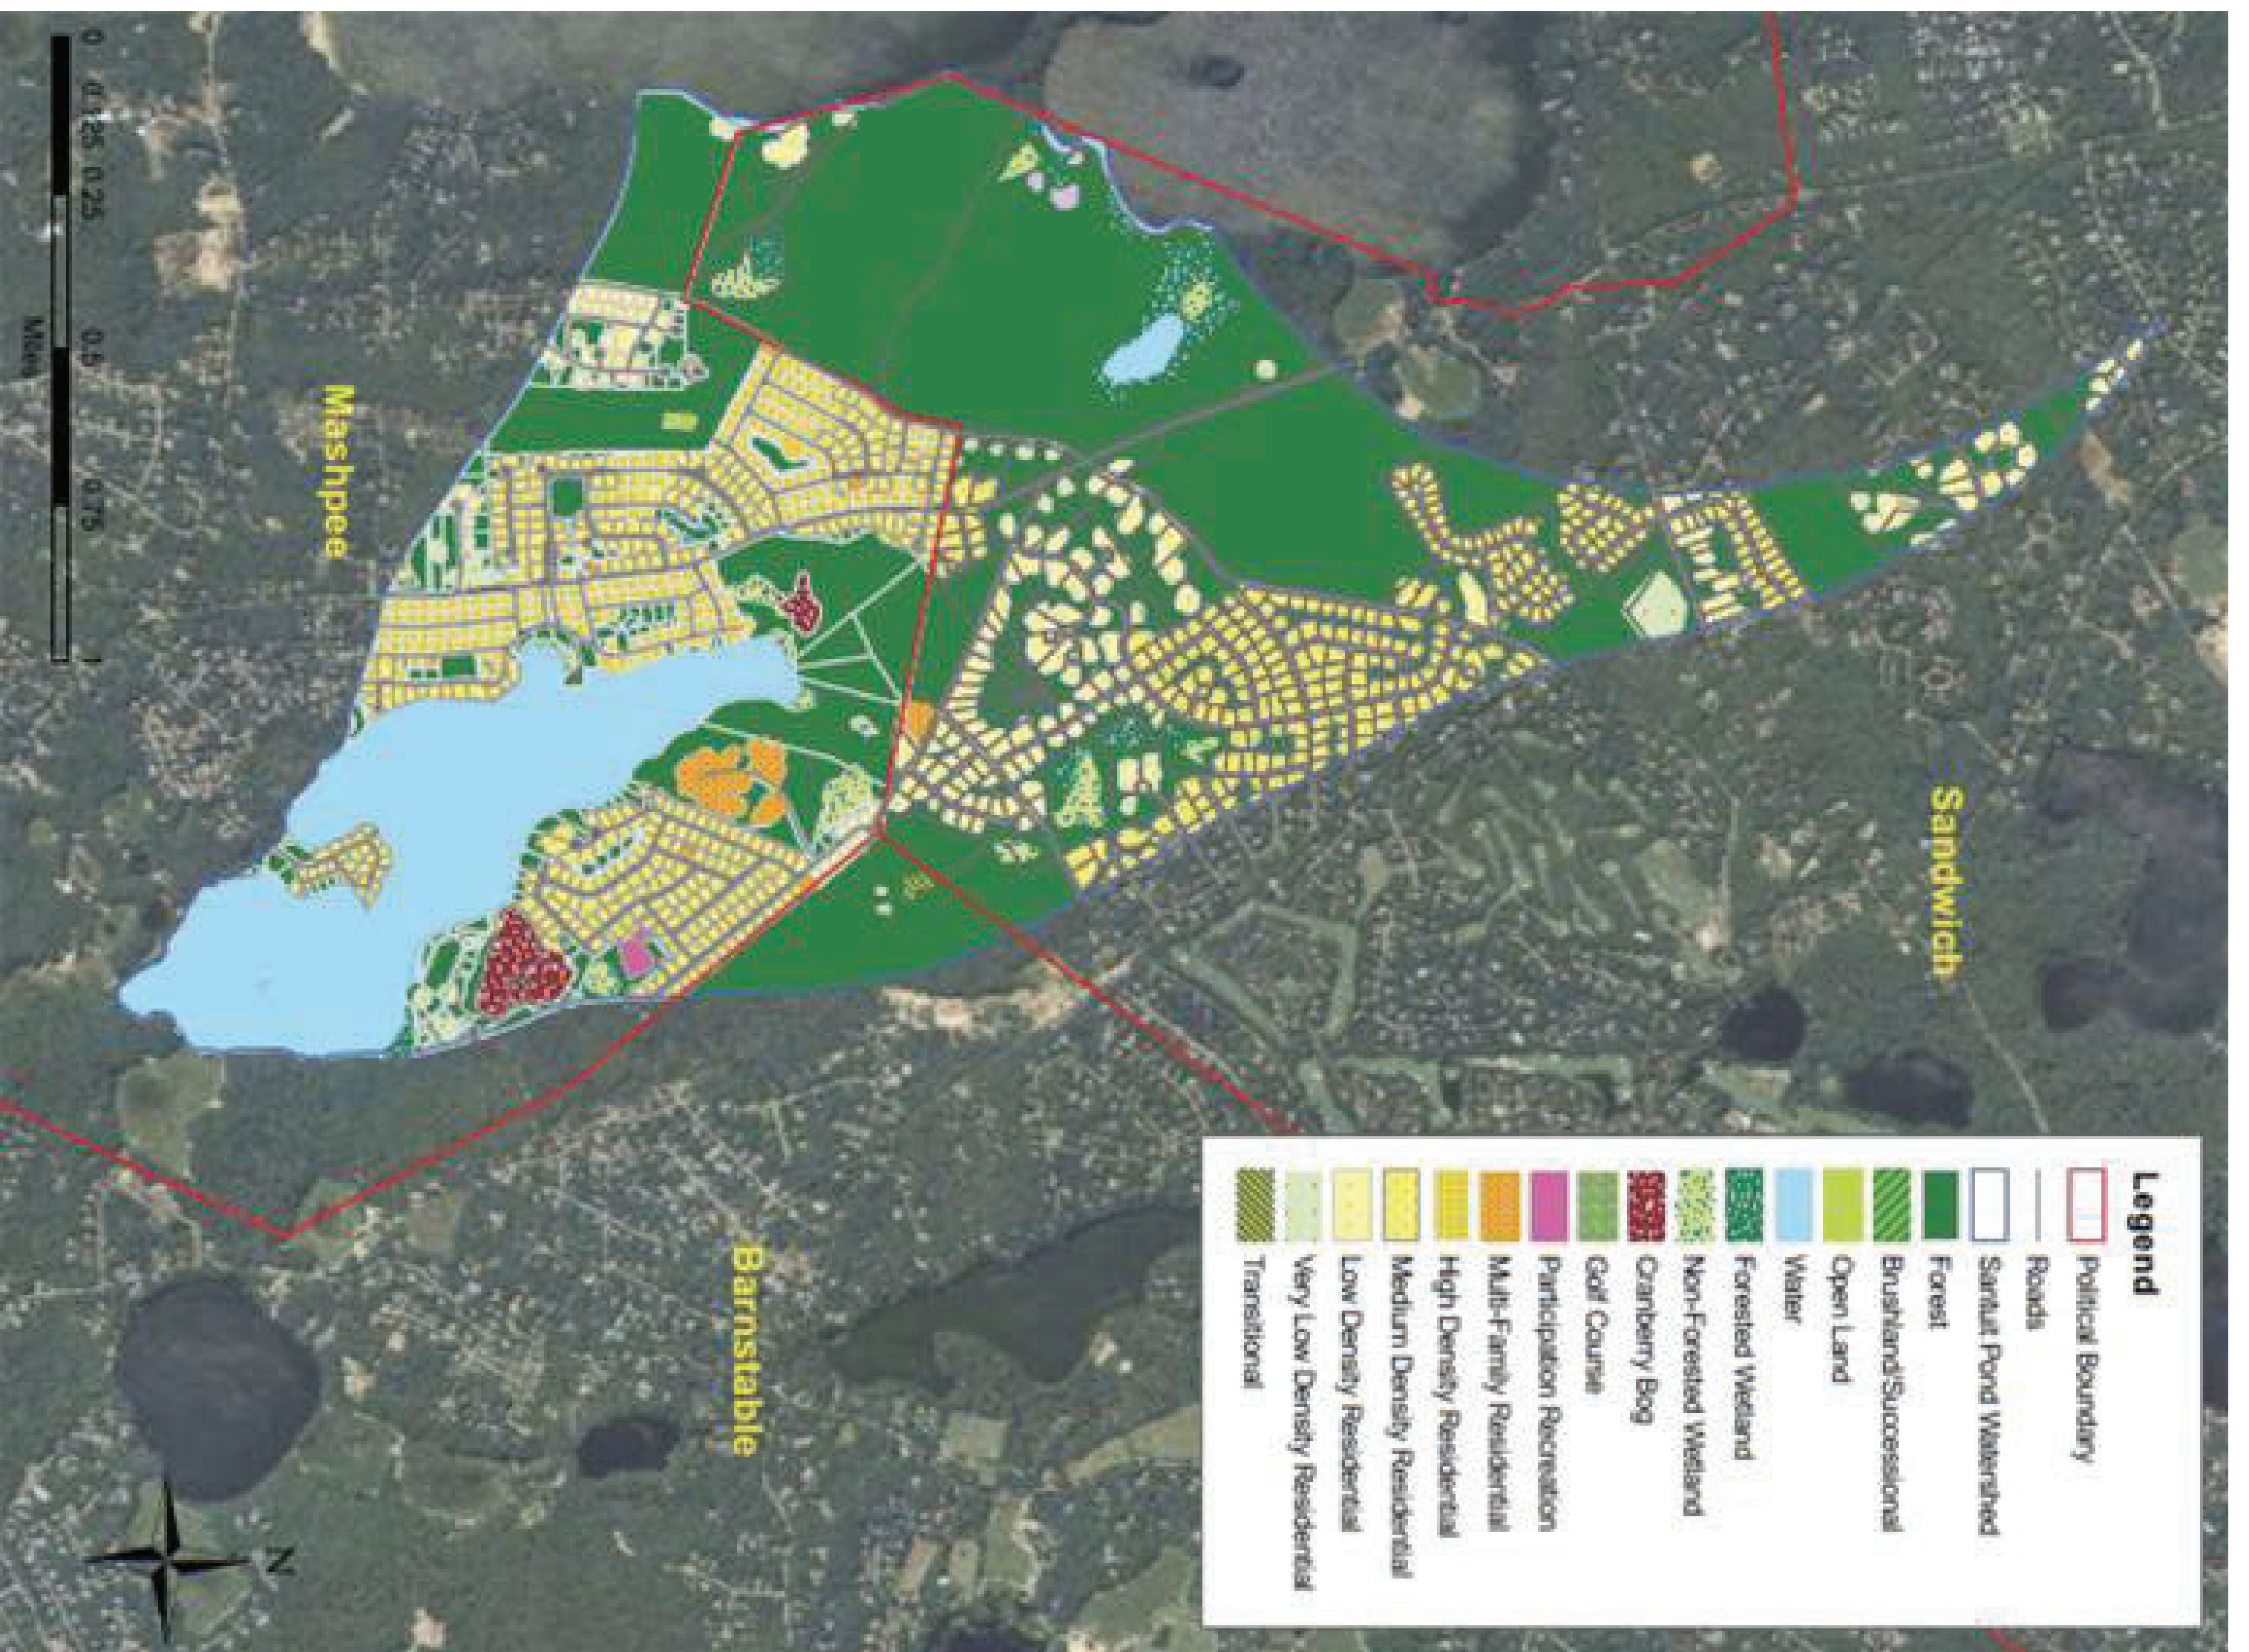 Legend
Political Boundary
Roads
Santuit Pond Watershed
Forest
Brushland/Successional
Open Land
Water
Forested Wetland
Non-Forested Wetland
Cranberry Bog
Golf Course
Participation Recreation
Multi-Family Residential
High Density Residential
Medium Density Residential
Low Density Residential
Very Low Density Residential
Transitional
Sandwich
Barnstable
Mashpee
0 0.125 0.25 0.5 0.75 1
Miles
N